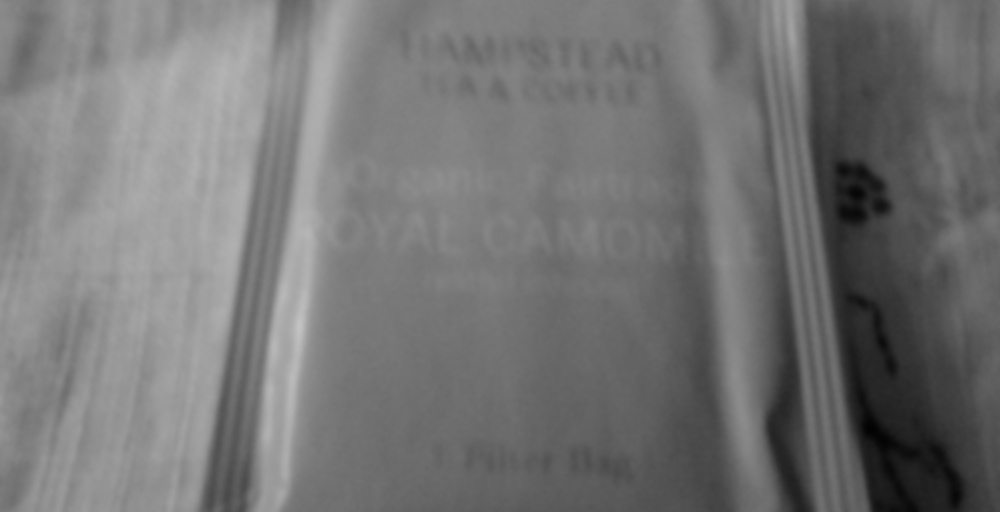 HAMPSTEAD
TEA & COFFEE
Organic Fairtrade
ROYAL CAMOMILE
1 Filter Bag